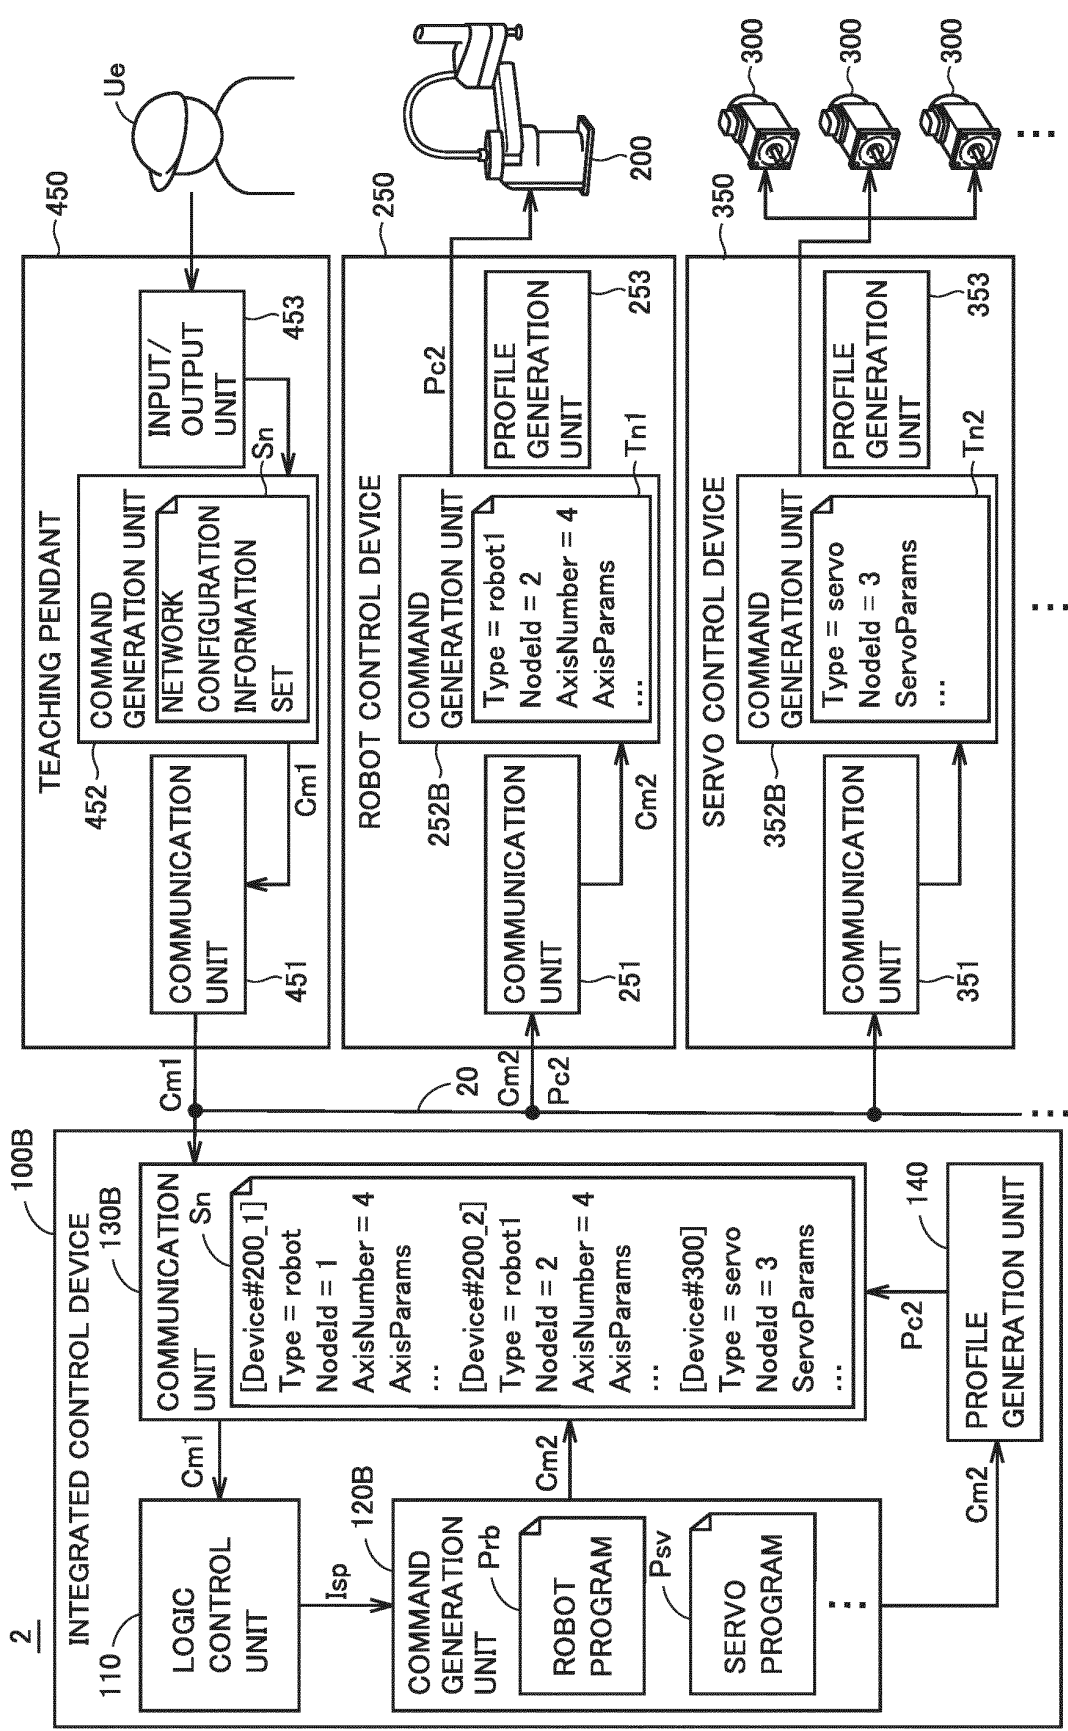 2
INTEGRATED CONTROL DEVICE
100B
110
LOGIC
CONTROL
UNIT
Cm1
Isp
120B
COMMAND
GENERATION
UNIT
Prb
ROBOT
PROGRAM
Psv
SERVO
PROGRAM
⋯
Cm2
Cm2
130B
COMMUNICATION
UNIT
Sn
[Device#200_1]
Type = robot
NodeId = 1
AxisNumber = 4
AxisParams
...
[Device#200_2]
Type = robot1
NodeId = 2
AxisNumber = 4
AxisParams
...
[Device#300]
Type = servo
NodeId = 3
ServoParams
...
Pc2
140
PROFILE
GENERATION UNIT
Cm1
20
Cm2
Pc2
...
TEACHING PENDANT
450
COMMUNICATION
UNIT
451
452
COMMAND
GENERATION UNIT
NETWORK
CONFIGURATION
INFORMATION
SET
Sn
Cm1
INPUT/
OUTPUT
UNIT
453
Ue
ROBOT CONTROL DEVICE
250
COMMUNICATION
UNIT
251
252B
COMMAND
GENERATION UNIT
Type = robot1
NodeId = 2
AxisNumber = 4
AxisParams
...
Tn1
Cm2
Pc2
PROFILE
GENERATION
UNIT
253
200
SERVO CONTROL DEVICE
350
COMMUNICATION
UNIT
351
352B
COMMAND
GENERATION UNIT
Type = servo
NodeId = 3
ServoParams
...
Tn2
PROFILE
GENERATION
UNIT
353
300
300
300
...
...